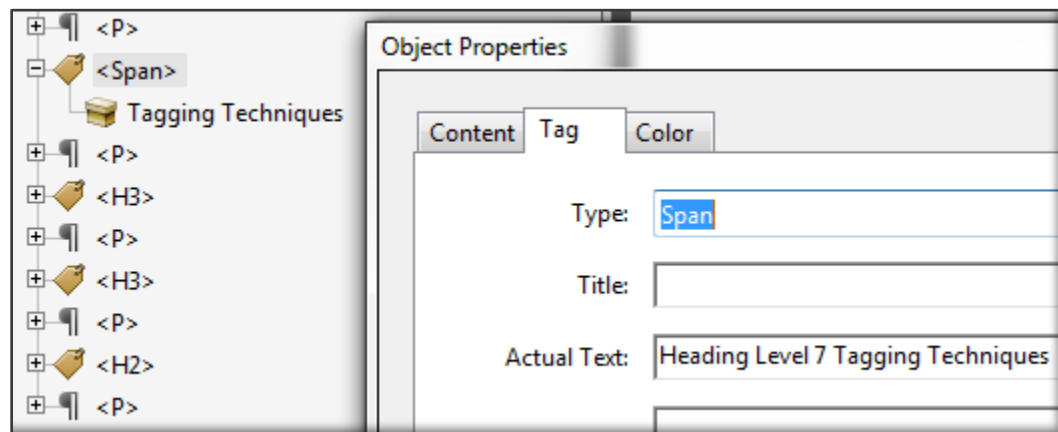 <P>
<Span>
Tagging Techniques
<P>
<H3>
<P>
<H3>
<P>
<H2>
<P>
Object Properties
Content Tag Color
Type: Span
Title:
Actual Text: Heading Level 7 Tagging Techniques